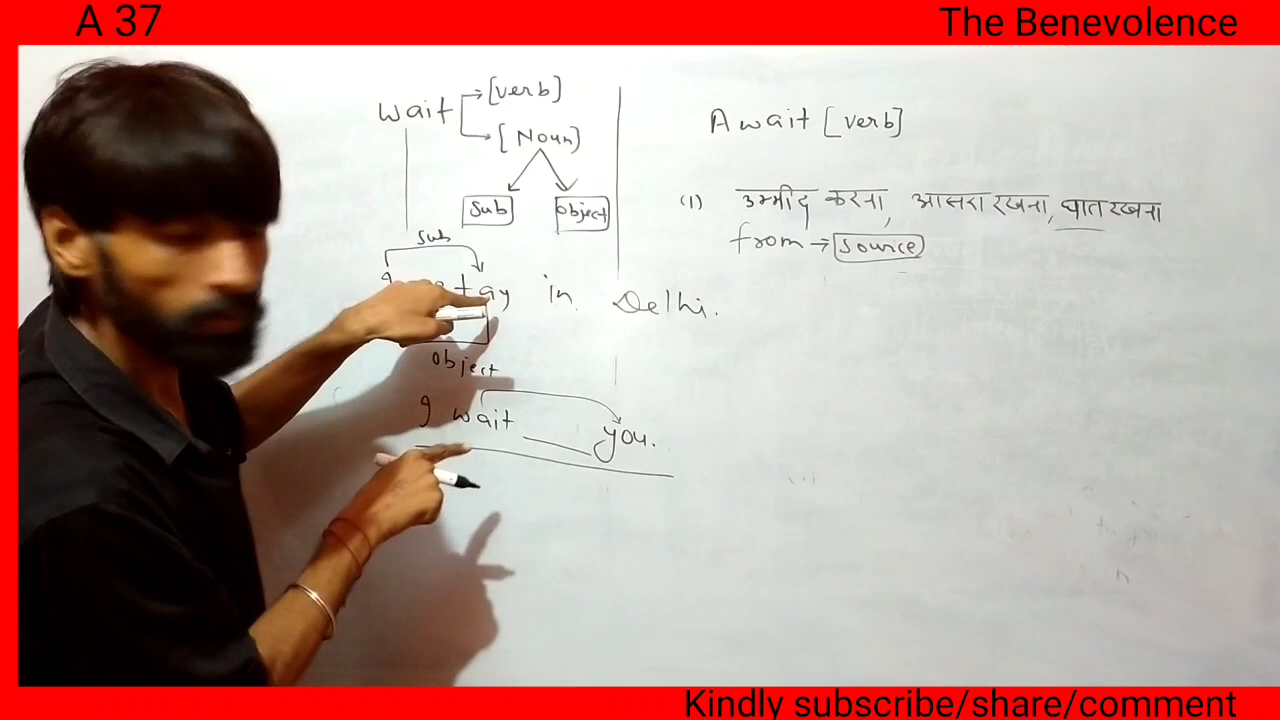 A 37
The Benevolence
wait
[verb]
[Noun]
Sub
object
Sub
in Delhi.
object
I wait you.
Await [verb]
(1) उम्मीद करना, आसरा रखना, घात रखना
from → source
Kindly subscribe/share/comment